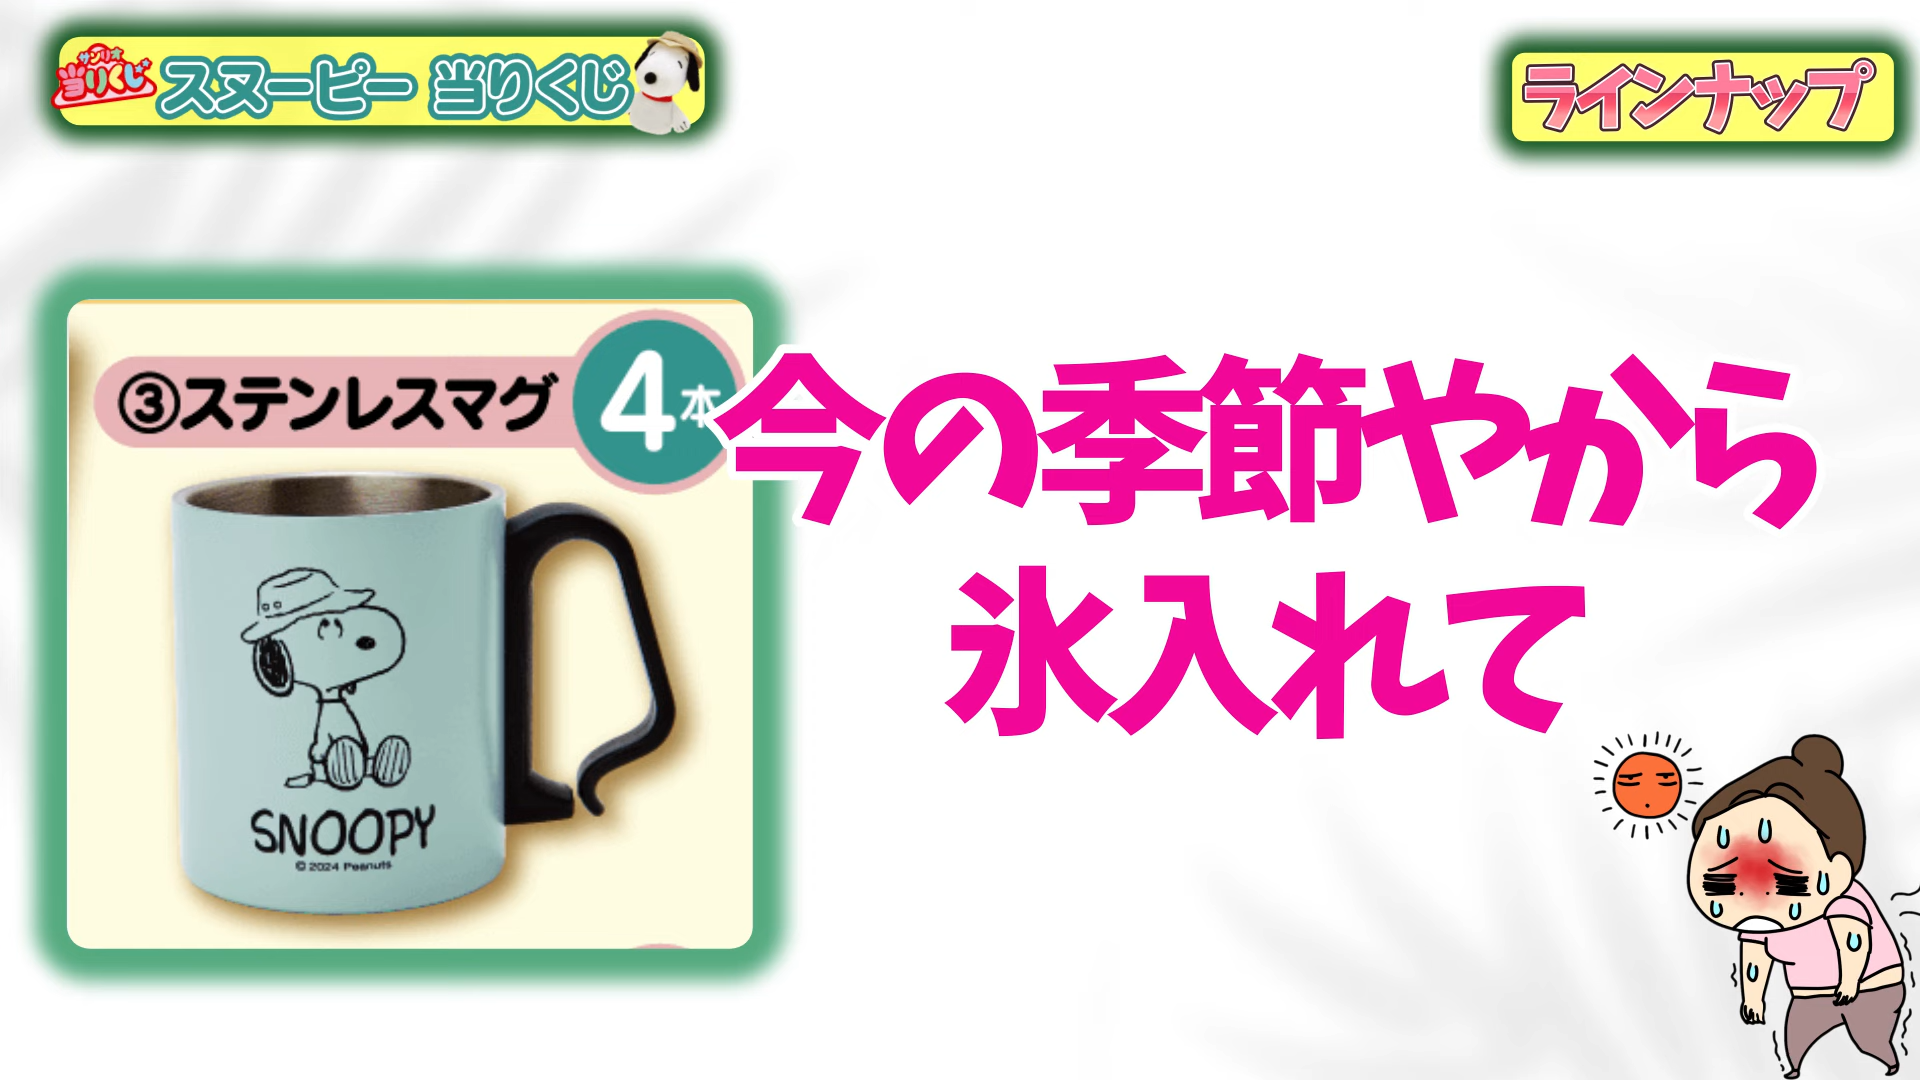 サンリオ
当りくじ
スヌーピー 当りくじ
ラインナップ
③ステンレスマグ
4本
今の季節やから
氷入れて
SNOOPY
© 2024 Peanuts